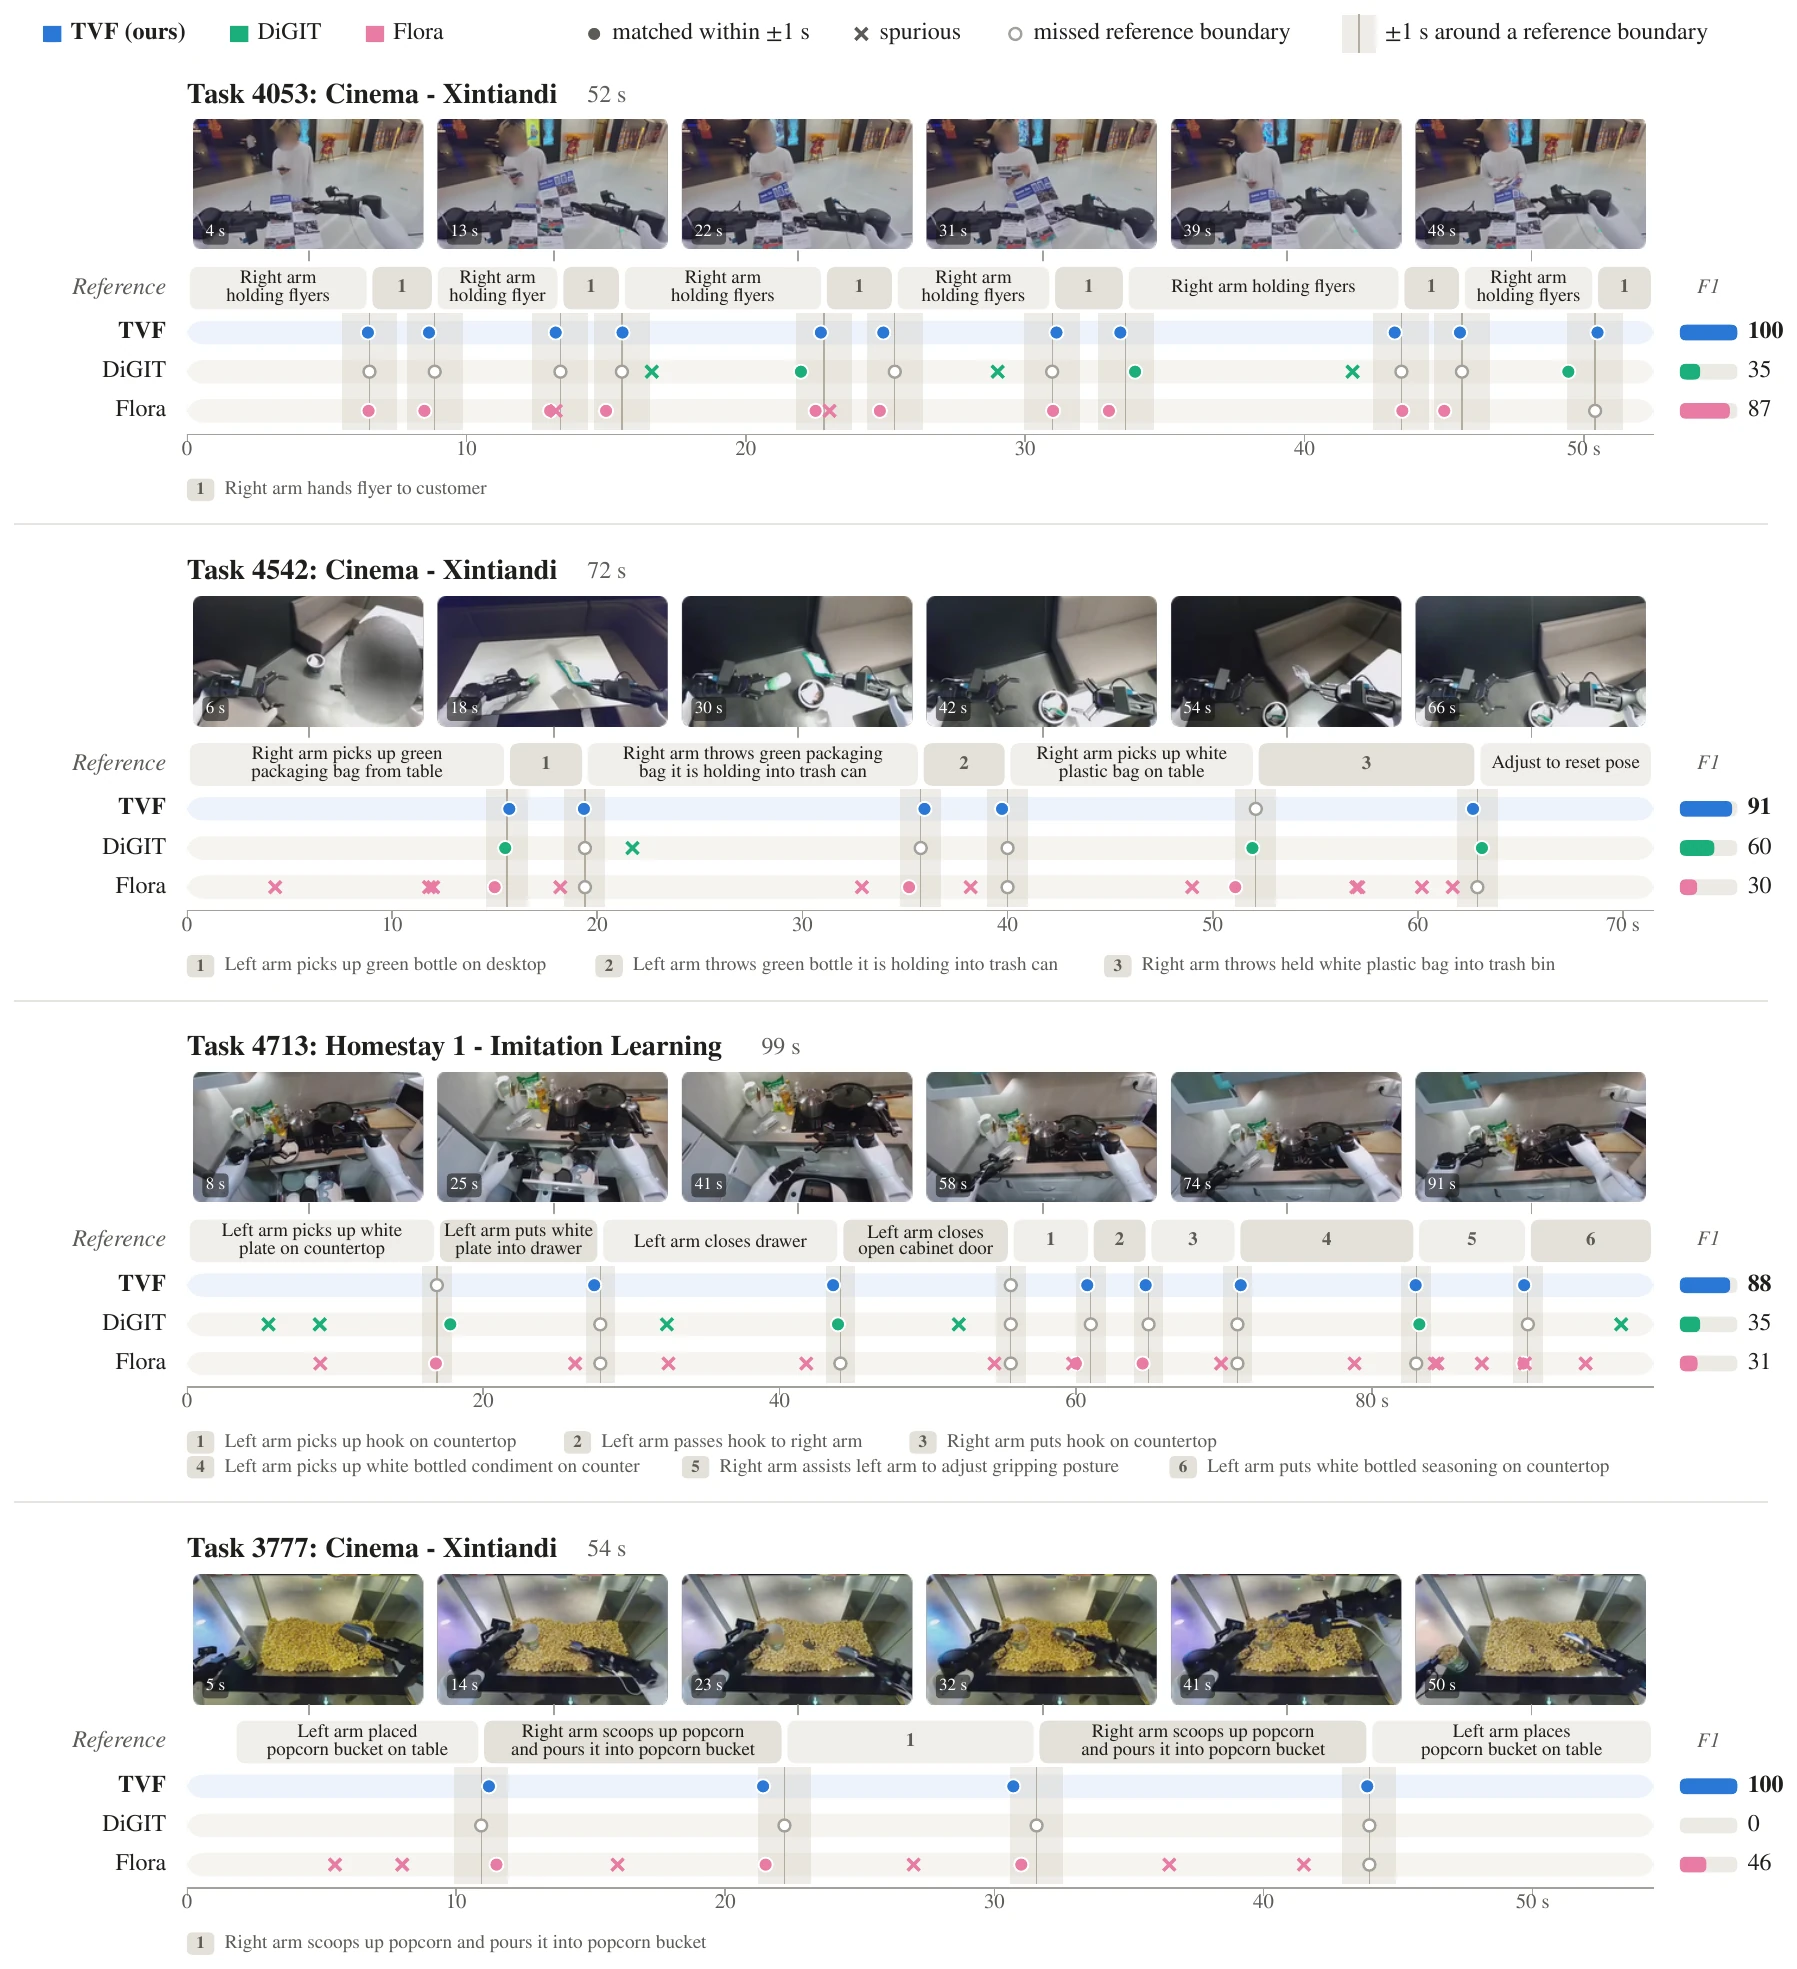 TVF (ours) DiGIT Flora matched within ±1 s spurious missed reference boundary ±1 s around a reference boundary
Task 4053: Cinema - Xintiandi 52 s
4 s 13 s 22 s 31 s 39 s 48 s
Reference
Right arm
holding flyers
1
Right arm
holding flyer
1
Right arm
holding flyers
1
Right arm
holding flyers
1
Right arm holding flyers
1
Right arm
holding flyers
1
F1
TVF 100
DiGIT 35
Flora 87
0 10 20 30 40 50 s
1 Right arm hands flyer to customer
Task 4542: Cinema - Xintiandi 72 s
6 s 18 s 30 s 42 s 54 s 66 s
Reference
Right arm picks up green
packaging bag from table
1
Right arm throws green packaging
bag it is holding into trash can
2
Right arm picks up white
plastic bag on table
3
Adjust to reset pose
F1
TVF 91
DiGIT 60
Flora 30
0 10 20 30 40 50 60 70 s
1 Left arm picks up green bottle on desktop 2 Left arm throws green bottle it is holding into trash can 3 Right arm throws held white plastic bag into trash bin
Task 4713: Homestay 1 - Imitation Learning 99 s
8 s 25 s 41 s 58 s 74 s 91 s
Reference
Left arm picks up white
plate on countertop
Left arm puts white
plate into drawer
Left arm closes drawer
Left arm closes
open cabinet door
1
2
3
4
5
6
F1
TVF 88
DiGIT 35
Flora 31
0 20 40 60 80 s
1 Left arm picks up hook on countertop 2 Left arm passes hook to right arm 3 Right arm puts hook on countertop
4 Left arm picks up white bottled condiment on counter 5 Right arm assists left arm to adjust gripping posture 6 Left arm puts white bottled seasoning on countertop
Task 3777: Cinema - Xintiandi 54 s
5 s 14 s 23 s 32 s 41 s 50 s
Reference
Left arm placed
popcorn bucket on table
Right arm scoops up popcorn
and pours it into popcorn bucket
1
Right arm scoops up popcorn
and pours it into popcorn bucket
Left arm places
popcorn bucket on table
F1
TVF 100
DiGIT 0
Flora 46
0 10 20 30 40 50 s
1 Right arm scoops up popcorn and pours it into popcorn bucket